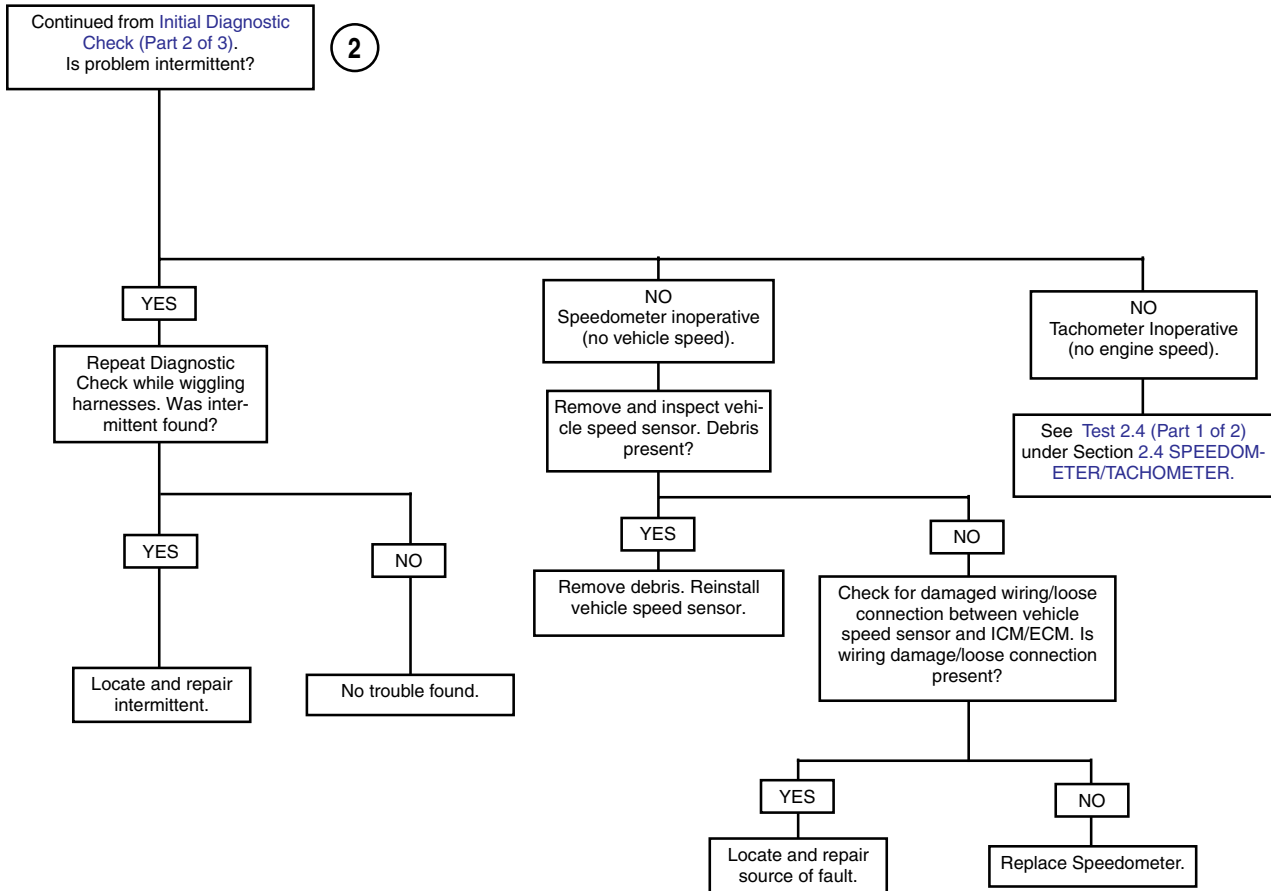 Continued from Initial Diagnostic
Check (Part 2 of 3).
Is problem intermittent?
2
YES
Repeat Diagnostic
Check while wiggling
harnesses. Was inter-
mittent found?
YES
Locate and repair
intermittent.
NO
No trouble found.
NO
Speedometer inoperative
(no vehicle speed).
Remove and inspect vehi-
cle speed sensor. Debris
present?
YES
Remove debris. Reinstall
vehicle speed sensor.
NO
Check for damaged wiring/loose
connection between vehicle
speed sensor and ICM/ECM. Is
wiring damage/loose connection
present?
YES
Locate and repair
source of fault.
NO
Replace Speedometer.
NO
Tachometer Inoperative
(no engine speed).
See Test 2.4 (Part 1 of 2)
under Section 2.4 SPEEDOM-
ETER/TACHOMETER.